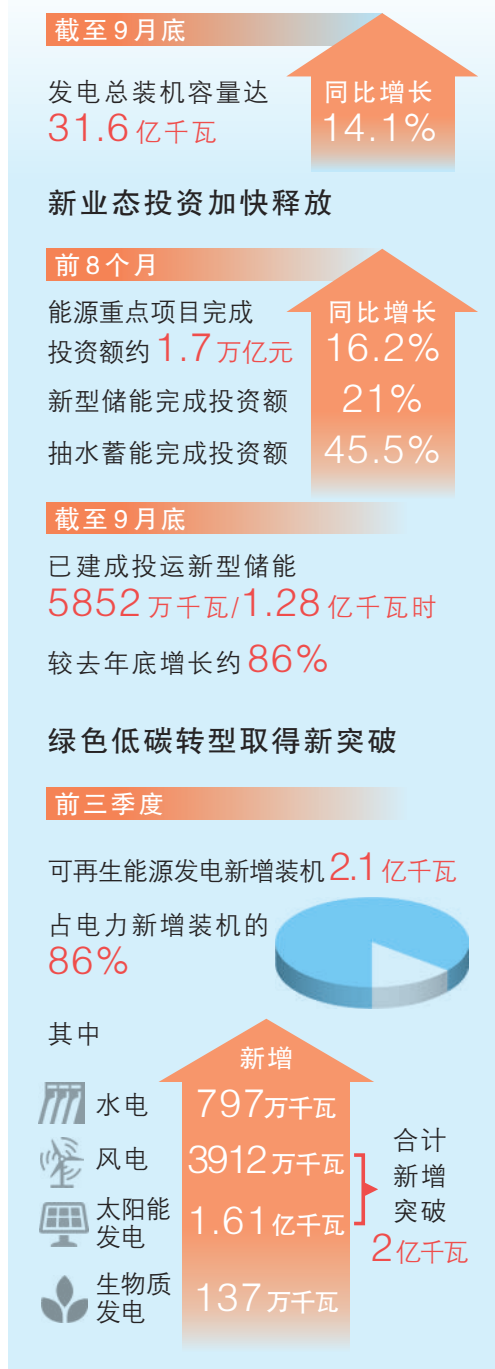 截至9月底
发电总装机容量达
31.6亿千瓦
同比增长
14.1%
新业态投资加快释放
前8个月
能源重点项目完成
投资额约1.7万亿元
同比增长
16.2%
新型储能完成投资额 21%
抽水蓄能完成投资额 45.5%
截至9月底
已建成投运新型储能
5852万千瓦/1.28亿千瓦时
较去年底增长约86%
绿色低碳转型取得新突破
前三季度
可再生能源发电新增装机2.1亿千瓦
占电力新增装机的
86%
其中
新增
水电 797万千瓦
风电 3912万千瓦
太阳能
发电 1.61亿千瓦
合计
新增
突破
2亿千瓦
生物质
发电 137万千瓦